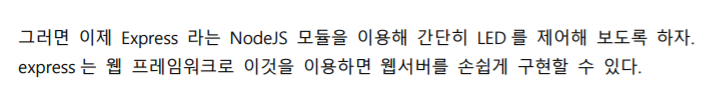 그러면 이제 Express 라는 NodeJS 모듈을 이용해 간단히 LED 를 제어해 보도록 하자.
express 는 웹 프레임워크로 이것을 이용하면 웹서버를 손쉽게 구현할 수 있다.